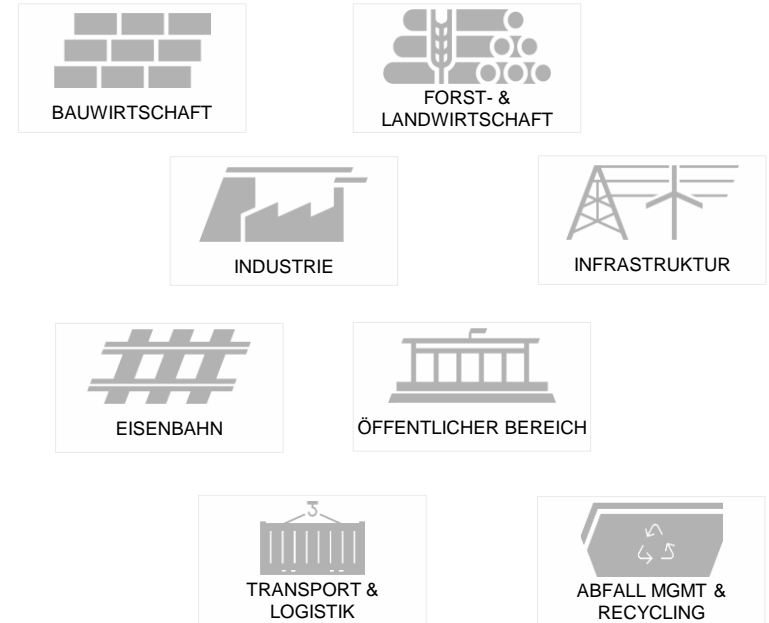 BAUWIRTSCHAFT
FORST- &
LANDWIRTSCHAFT
INDUSTRIE
INFRASTRUKTUR
EISENBAHN
ÖFFENTLICHER BEREICH
TRANSPORT &
LOGISTIK
ABFALL MGMT &
RECYCLING